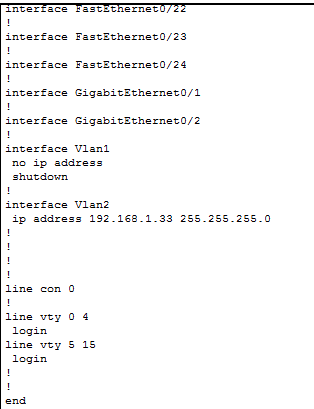 interface FastEthernet0/22
!
interface FastEthernet0/23
!
interface FastEthernet0/24
!
interface GigabitEthernet0/1
!
interface GigabitEthernet0/2
!
interface Vlan1
 no ip address
 shutdown
!
interface Vlan2
 ip address 192.168.1.33 255.255.255.0
!
!
!
!
line con 0
!
line vty 0 4
 login
line vty 5 15
 login
!
!
end